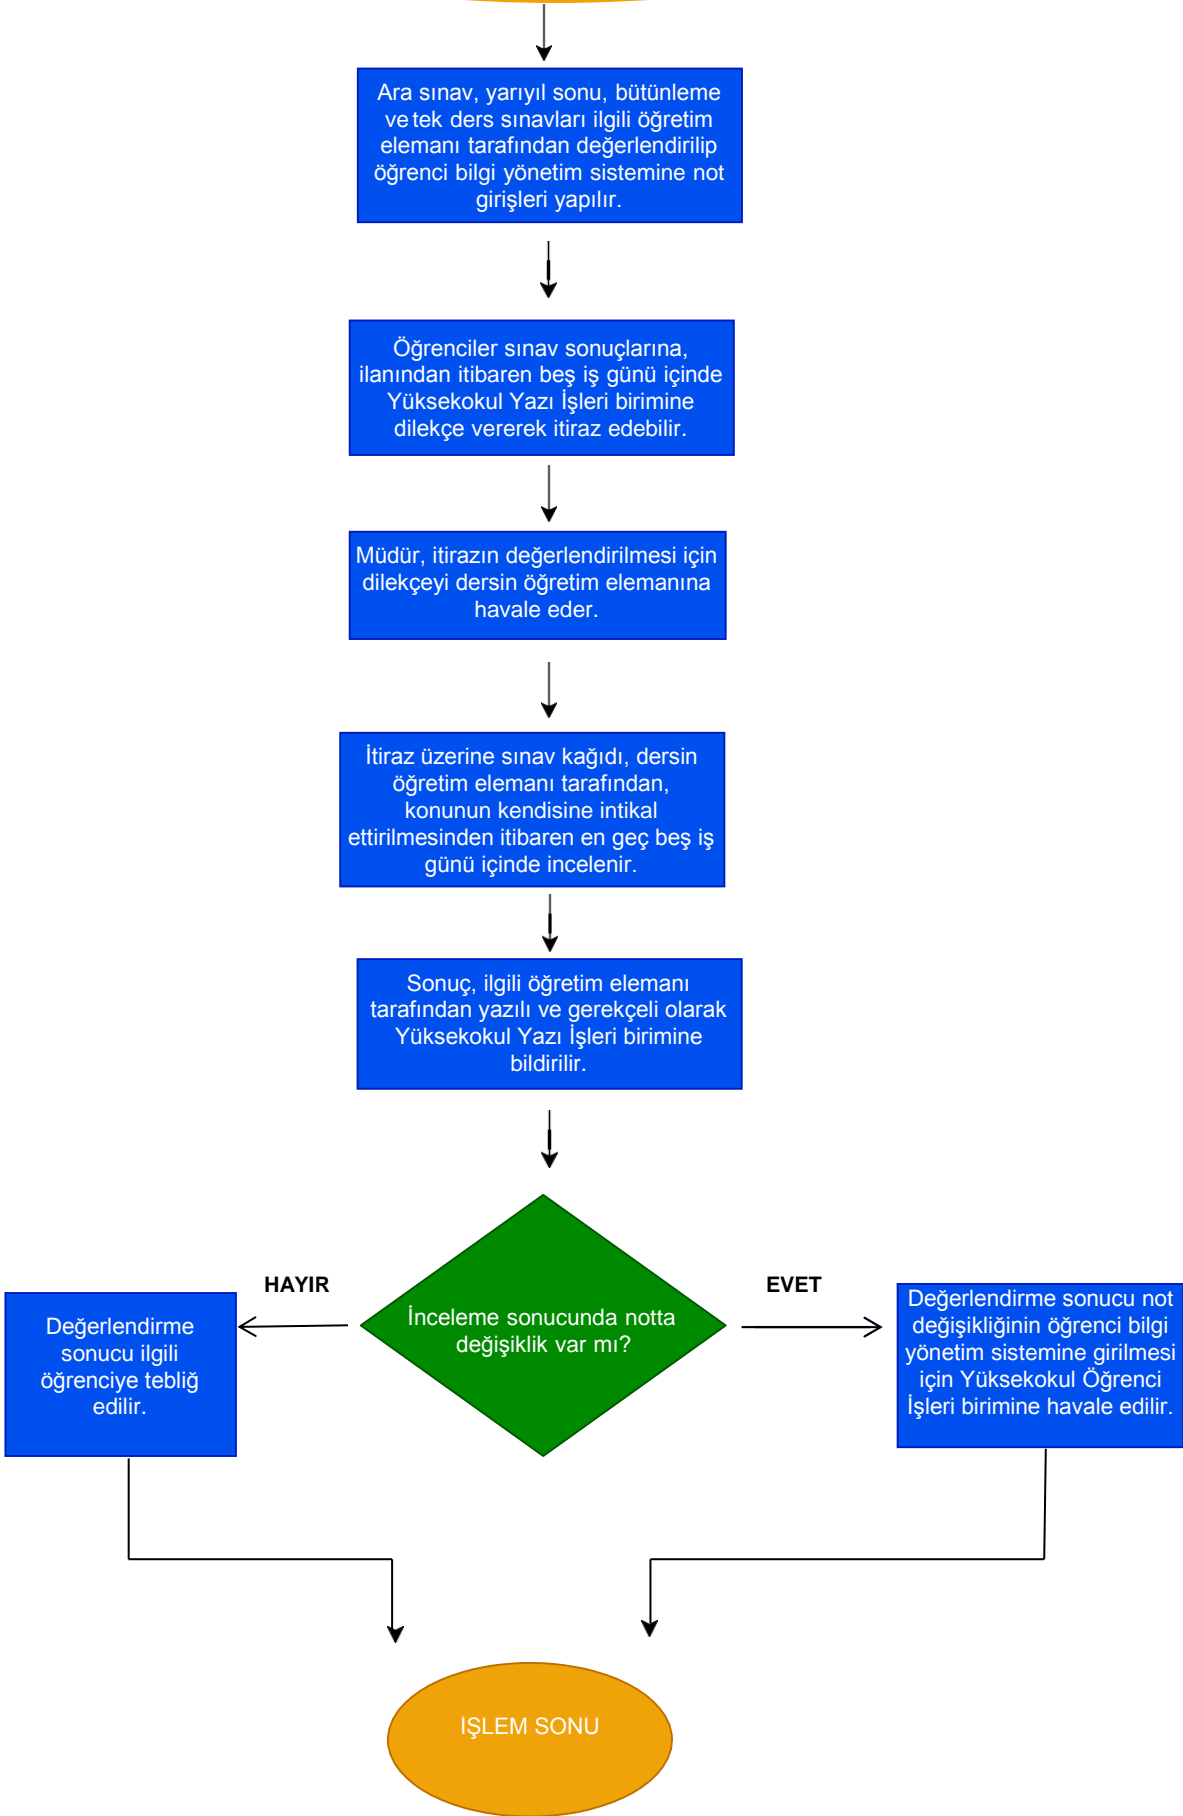 Ara sınav, yarıyıl sonu, bütünleme
ve tek ders sınavları ilgili öğretim
elemanı tarafından değerlendirilip
öğrenci bilgi yönetim sistemine not
girişleri yapılır.
Öğrenciler sınav sonuçlarına,
ilanından itibaren beş iş günü içinde
Yüksekokul Yazı İşleri birimine
dilekçe vererek itiraz edebilir.
Müdür, itirazın değerlendirilmesi için
dilekçeyi dersin öğretim elemanına
havale eder.
İtiraz üzerine sınav kağıdı, dersin
öğretim elemanı tarafından,
konunun kendisine intikal
ettirilmesinden itibaren en geç beş iş
günü içinde incelenir.
Sonuç, ilgili öğretim elemanı
tarafından yazılı ve gerekçeli olarak
Yüksekokul Yazı İşleri birimine
bildirilir.
İnceleme sonucunda notta
değişiklik var mı?
HAYIR
Değerlendirme
sonucu ilgili
öğrenciye tebliğ
edilir.
EVET
Değerlendirme sonucu not
değişikliğinin öğrenci bilgi
yönetim sistemine girilmesi
için Yüksekokul Öğrenci
İşleri birimine havale edilir.
İŞLEM SONU